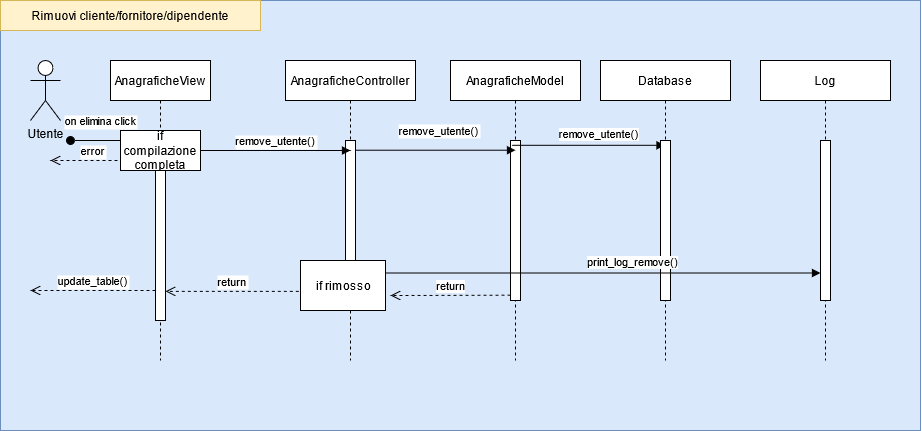 Rimuovi cliente/fornitore/dipendente
AnagraficheView
AnagraficheController
AnagraficheModel
Database
Log
Utente
on elimina click
error
if
compilazione
completa
remove_utente()
remove_utente()
remove_utente()
print_log_remove()
if rimosso
update_table()
return
return